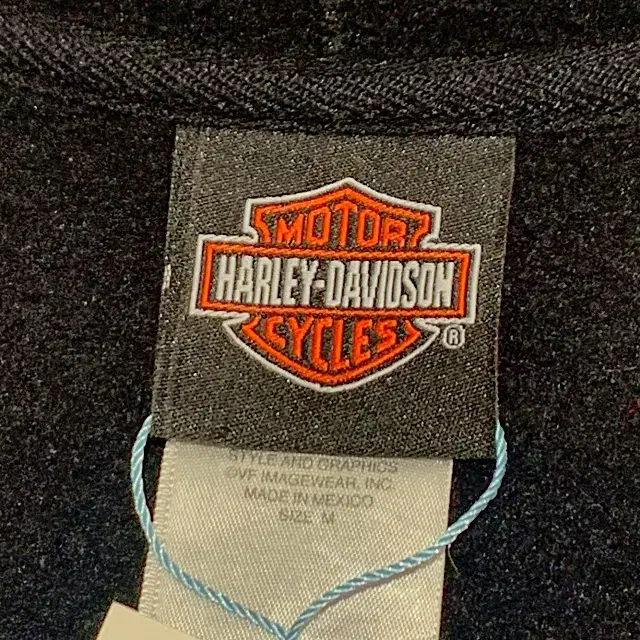 MOTOR
HARLEY-DAVIDSON
CYCLES
®
STYLE AND GRAPHICS
©VF IMAGEWEAR, INC.
MADE IN MEXICO
SIZE M